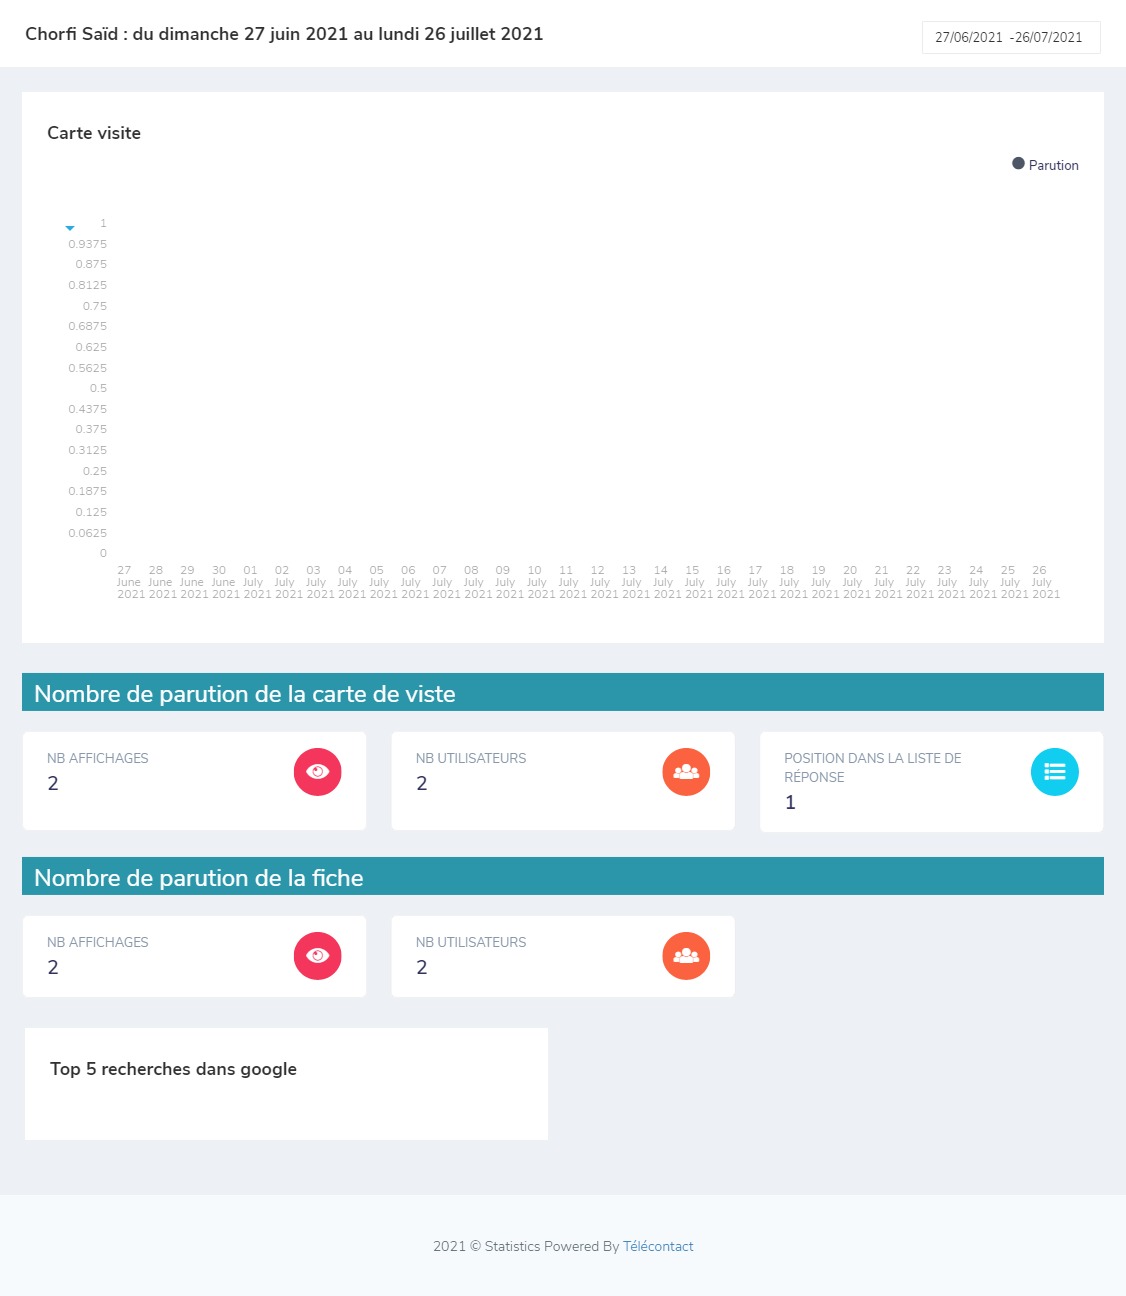 Chorfi Saïd : du dimanche 27 juin 2021 au lundi 26 juillet 2021
27/06/2021 -26/07/2021
Carte visite
Parution
1
0.9375
0.875
0.8125
0.75
0.6875
0.625
0.5625
0.5
0.4375
0.375
0.3125
0.25
0.1875
0.125
0.0625
0
27 28 29 30 01 02 03 04 05 06 07 08 09 10 11 12 13 14 15 16 17 18 19 20 21 22 23 24 25 26
June June June June July July July July July July July July July July July July July July July July July July July July July July July July July July
2021 2021 2021 2021 2021 2021 2021 2021 2021 2021 2021 2021 2021 2021 2021 2021 2021 2021 2021 2021 2021 2021 2021 2021 2021 2021 2021 2021 2021 2021
Nombre de parution de la carte de viste
NB AFFICHAGES
2
NB UTILISATEURS
2
POSITION DANS LA LISTE DE
RÉPONSE
1
Nombre de parution de la fiche
NB AFFICHAGES
2
NB UTILISATEURS
2
Top 5 recherches dans google
2021 © Statistics Powered By Télécontact